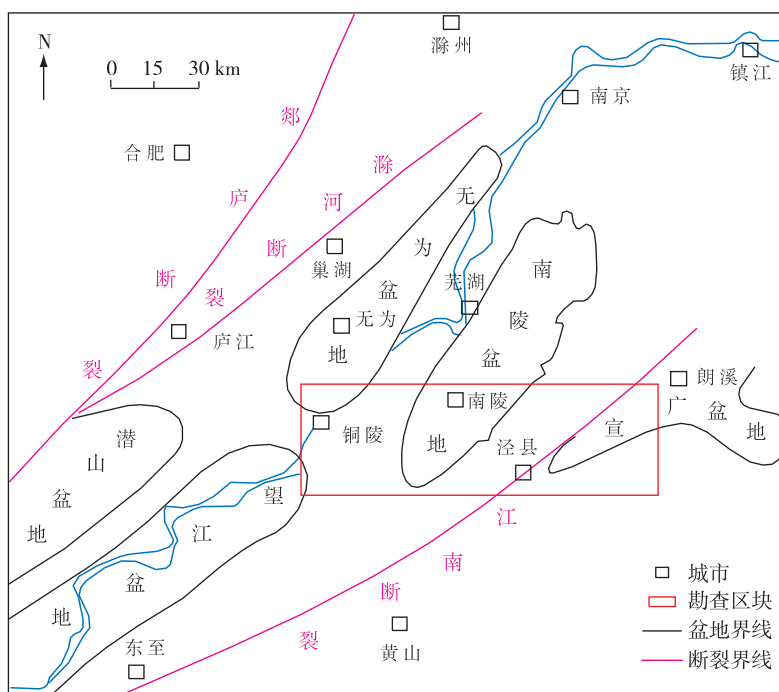 N
0 15 30 km
滁州
镇江
南京
合肥
郯庐断裂
滁河断裂
巢湖
无为盆地
无为
芜湖
南陵盆地
庐江
南陵
朗溪
铜陵
泾县
宣广盆地
潜山盆地
望江盆地
江南断裂
东至
黄山
城市
勘查区块
盆地界线
断裂界线